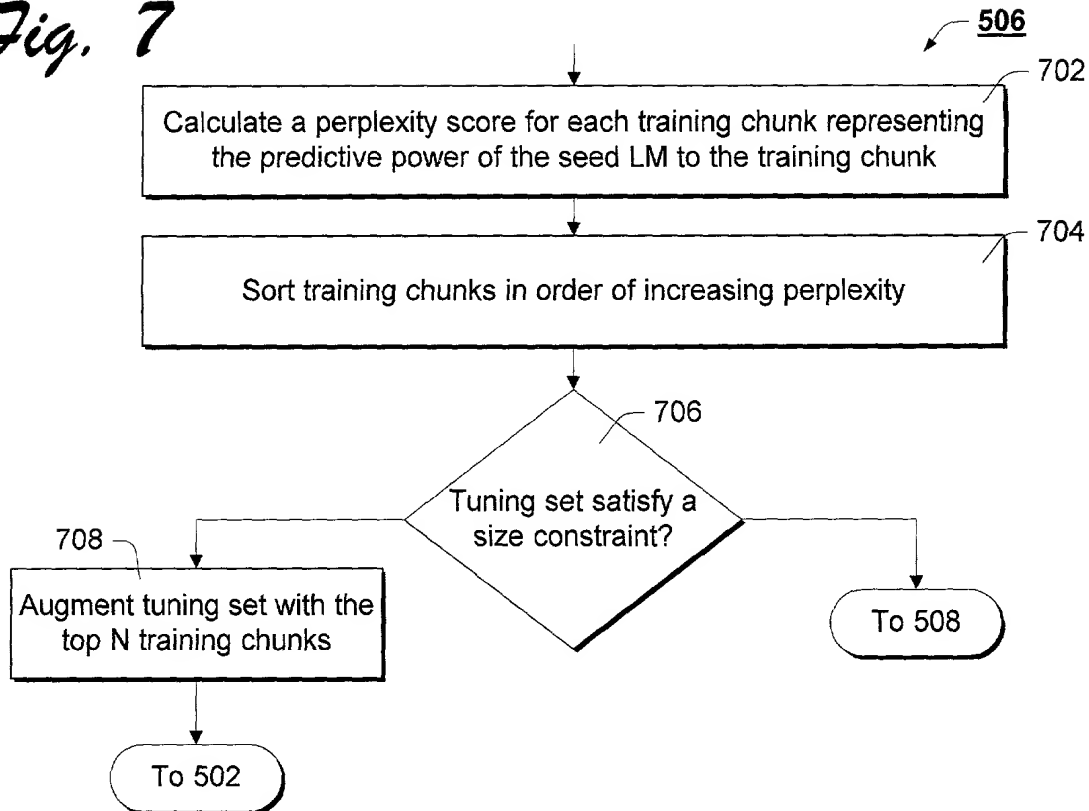 Fig. 7
506
702
Calculate a perplexity score for each training chunk representing
the predictive power of the seed LM to the training chunk
704
Sort training chunks in order of increasing perplexity
706
Tuning set satisfy a
size constraint?
708
Augment tuning set with the
top N training chunks
To 508
To 502